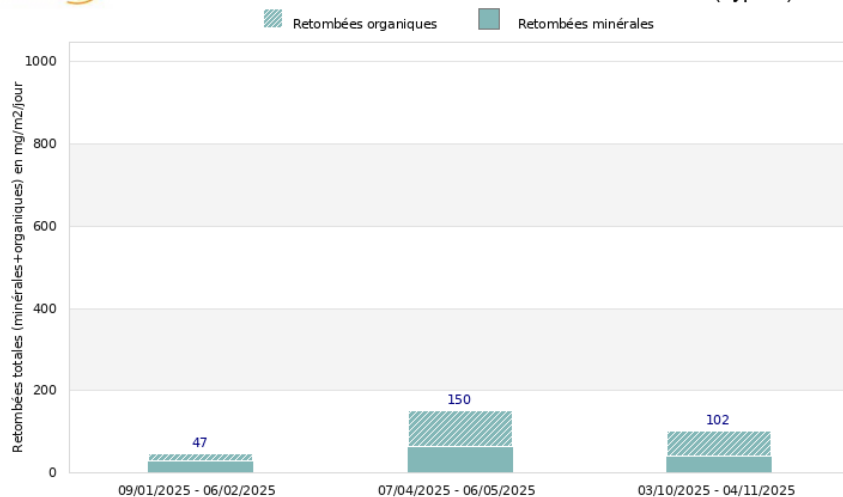 Retombées organiques
Retombées minérales
Retombées totales (minérales+organiques) en mg/m2/jour
1000
800
600
400
200
0
47
150
102
09/01/2025 - 06/02/2025
07/04/2025 - 06/05/2025
03/10/2025 - 04/11/2025